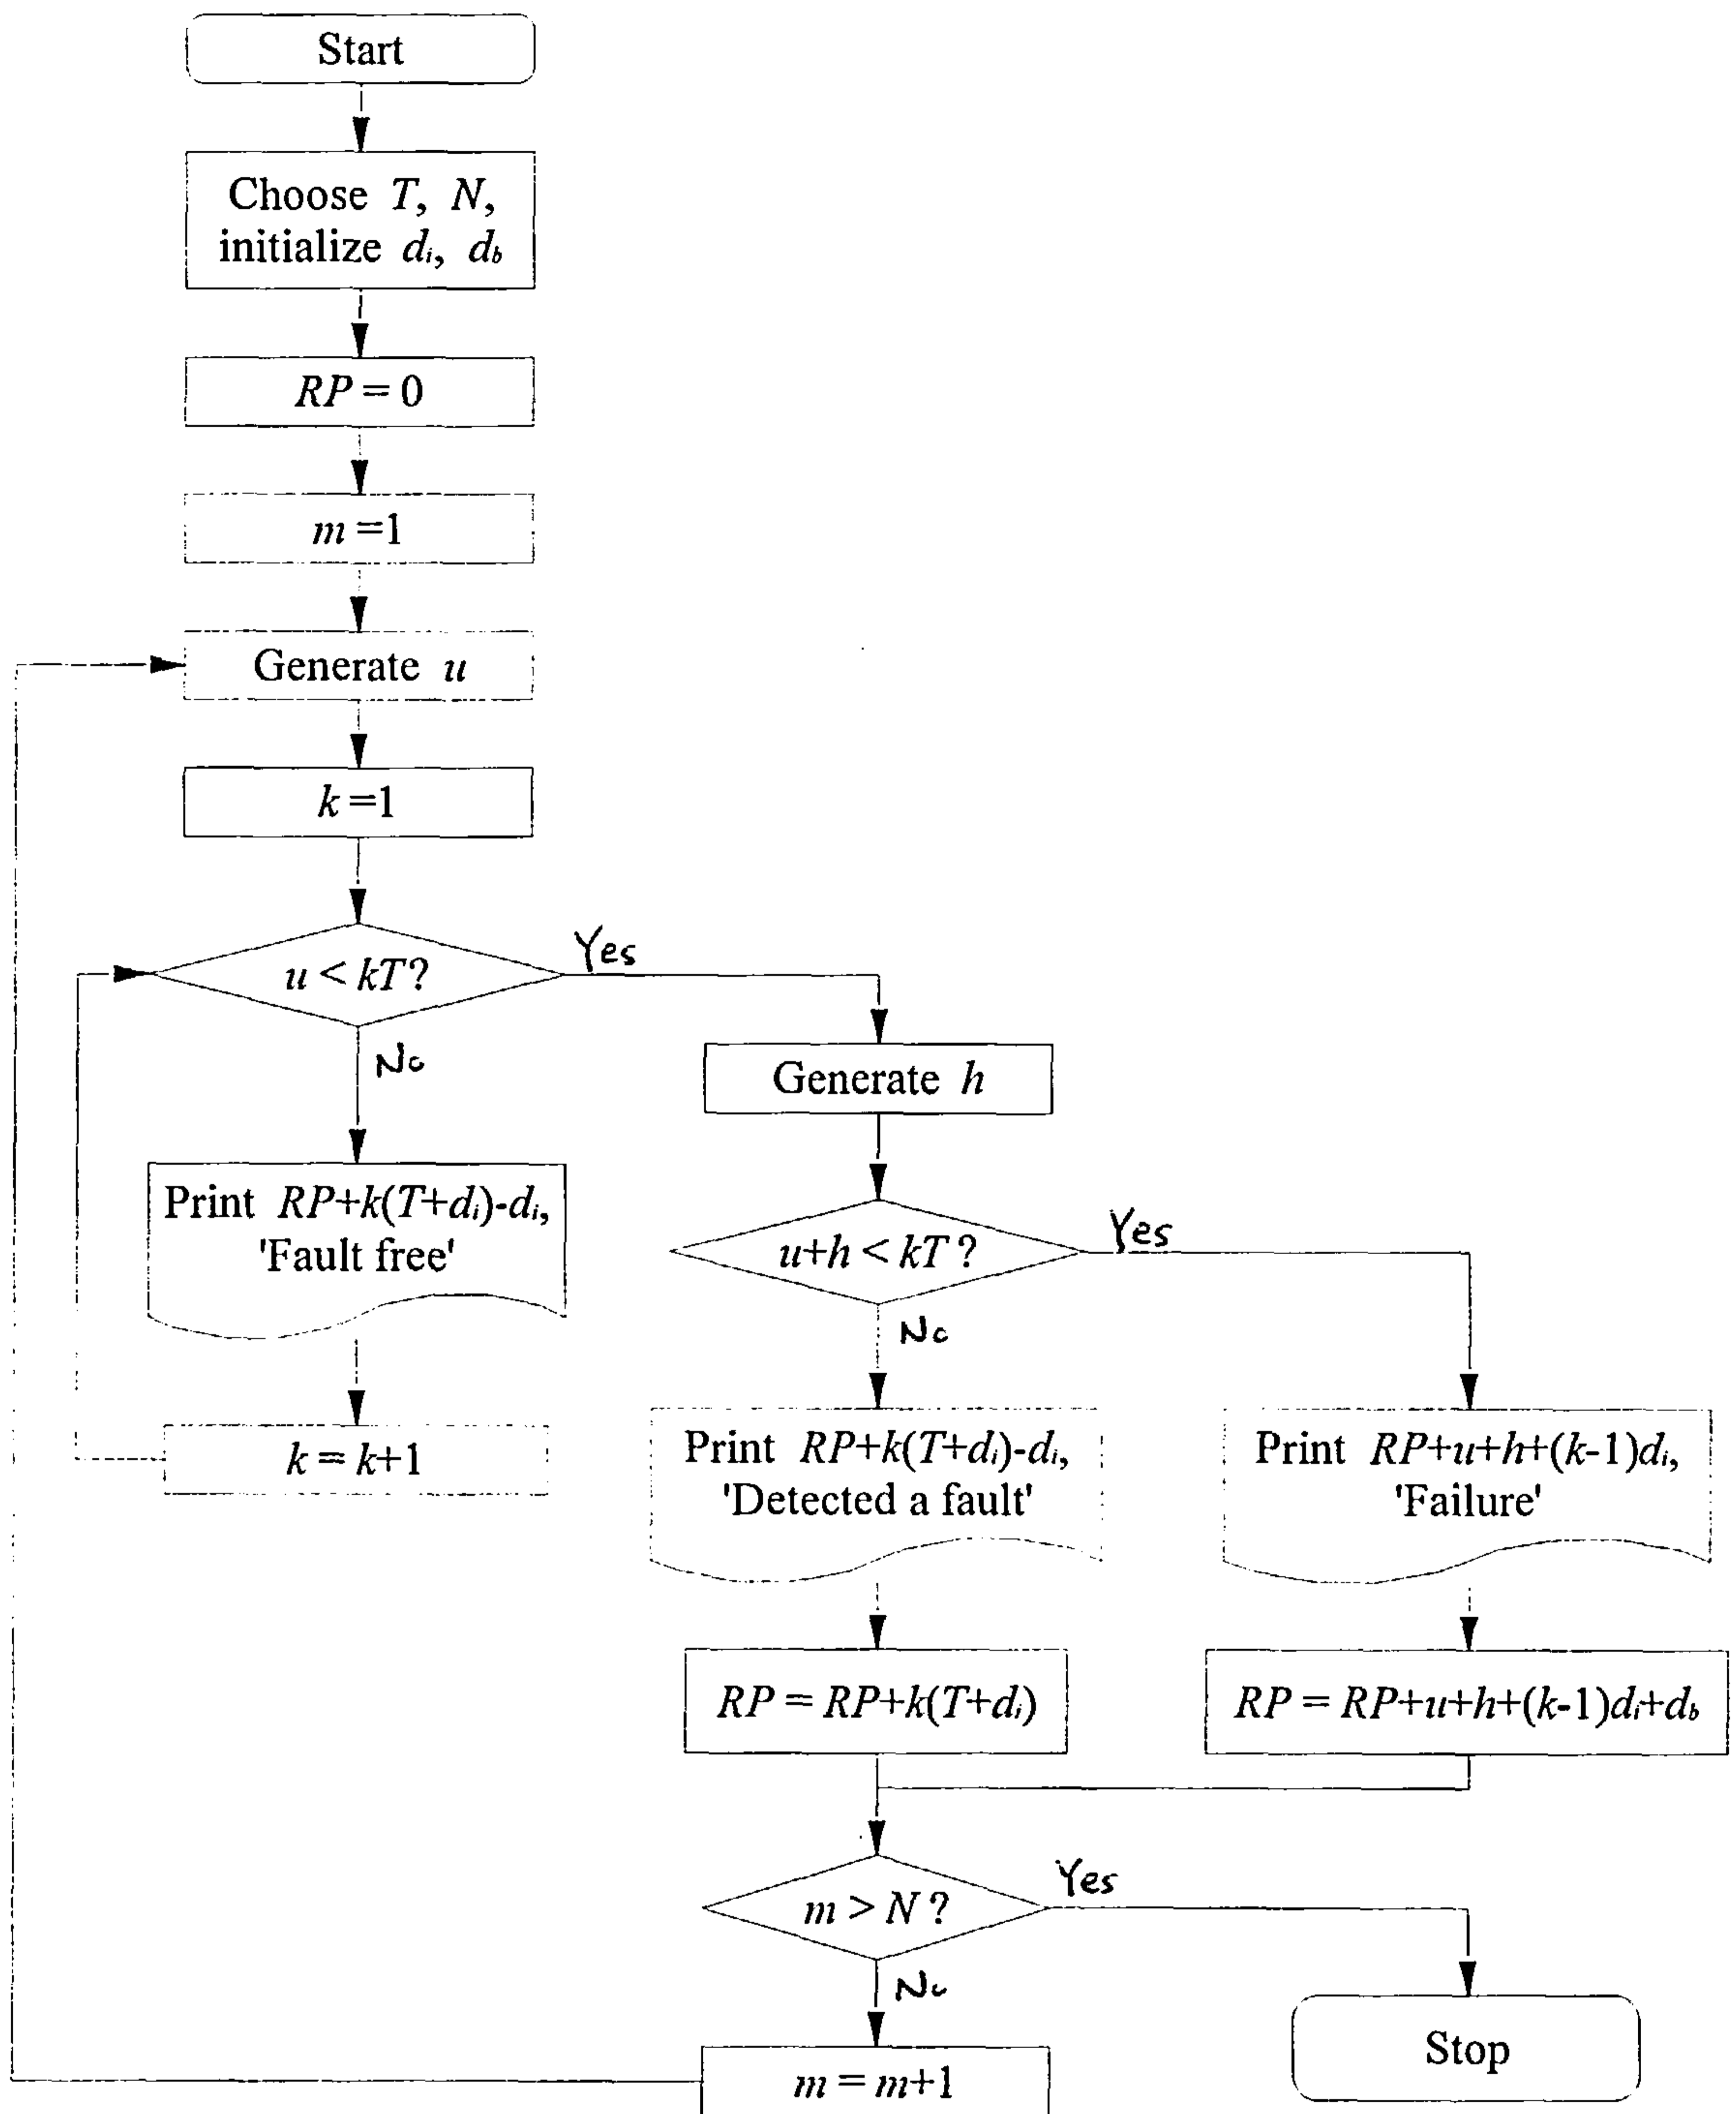 Start
Choose T, N,
initialize di, db
RP = 0
m =1
Generate u
k =1
u < kT?
Yes
No
Generate h
Print RP+k(T+di)-di,
'Fault free'
u+h < kT?
Yes
No
k = k+1
Print RP+k(T+di)-di,
'Detected a fault'
Print RP+u+h+(k-1)di,
'Failure'
RP = RP+k(T+di)
RP = RP+u+h+(k-1)di+db
m > N?
Yes
No
Stop
m = m+1